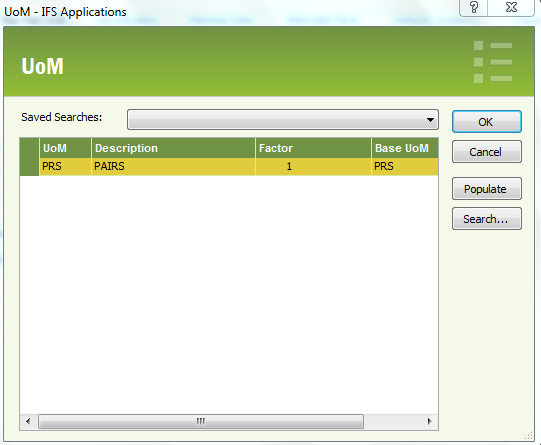 UoM - IFS Applications
UoM
Saved Searches:
OK
Cancel
Populate
Search...
UoM Description Factor Base UoM
PRS PAIRS 1 PRS